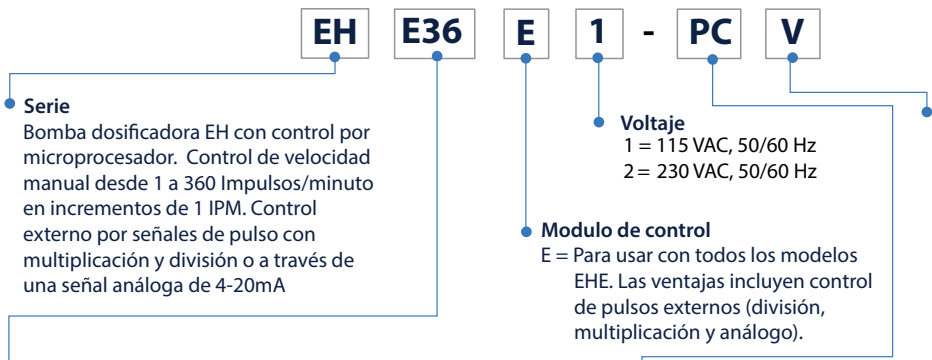 EH E36 E 1 - PC V
Serie
Bomba dosificadora EH con control por
microprocesador. Control de velocidad
manual desde 1 a 360 Impulsos/minuto
en incrementos de 1 IPM. Control
externo por señales de pulso con
multiplicación y división o a través de
una señal análoga de 4-20mA
Voltaje
1 = 115 VAC, 50/60 Hz
2 = 230 VAC, 50/60 Hz
Modulo de control
E = Para usar con todos los modelos
EHE. Las ventajas incluyen control
de pulsos externos (división,
multiplicación y análogo).